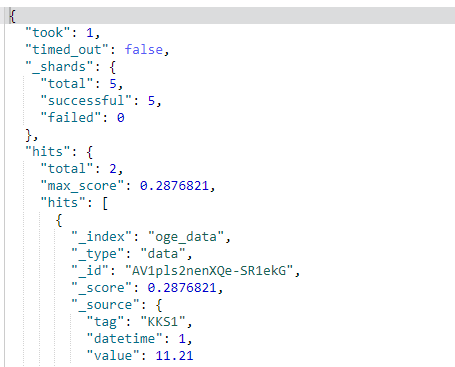 {
"took": 1,
"timed_out": false,
"_shards": {
"total": 5,
"successful": 5,
"failed": 0
},
"hits": {
"total": 2,
"max_score": 0.2876821,
"hits": [
{
"_index": "oge_data",
"_type": "data",
"_id": "AV1pls2nenXQe-SR1ekG",
"_score": 0.2876821,
"_source": {
"tag": "KKS1",
"datetime": 1,
"value": 11.21